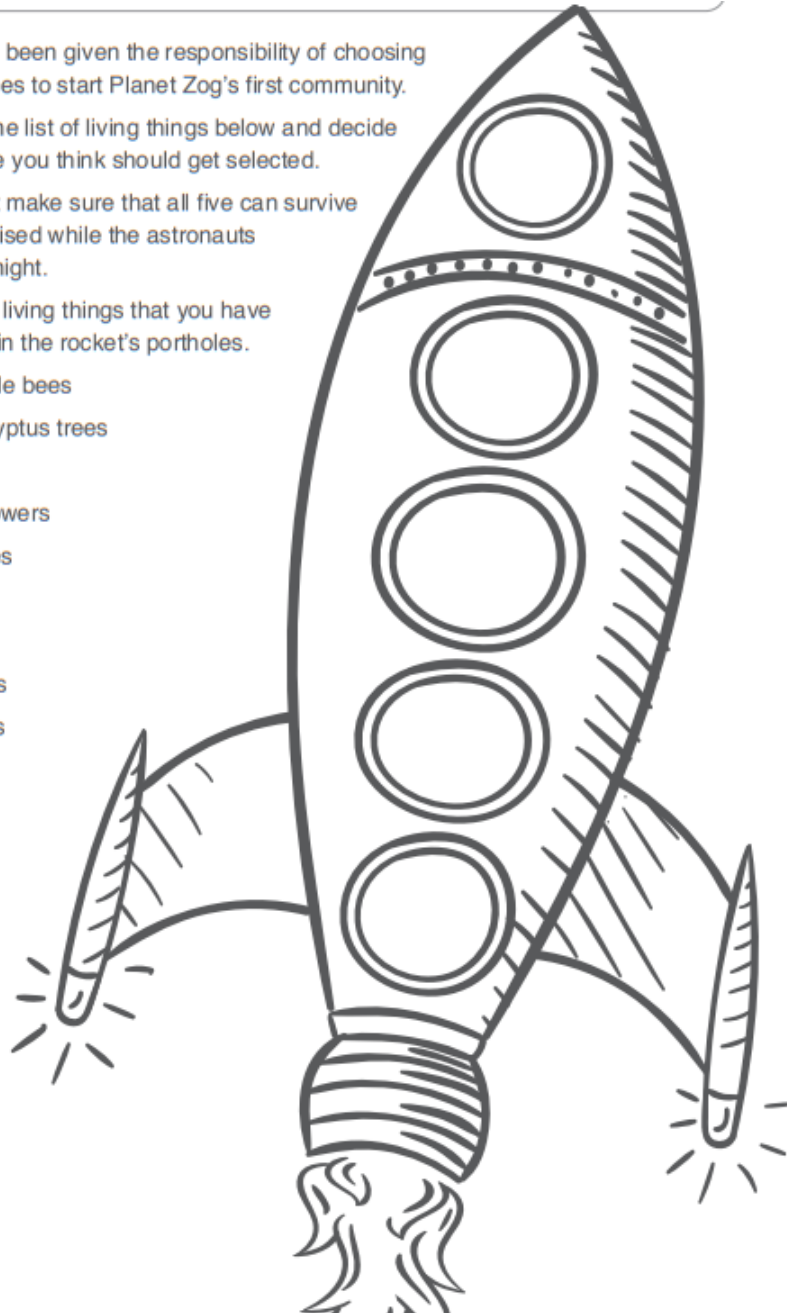 been given the responsibility of choosing
es to start Planet Zog's first community.
he list of living things below and decide
e you think should get selected.
make sure that all five can survive
ised while the astronauts
night.
living things that you have
in the rocket's portholes.
le bees
yptus trees
wers
s
s
s